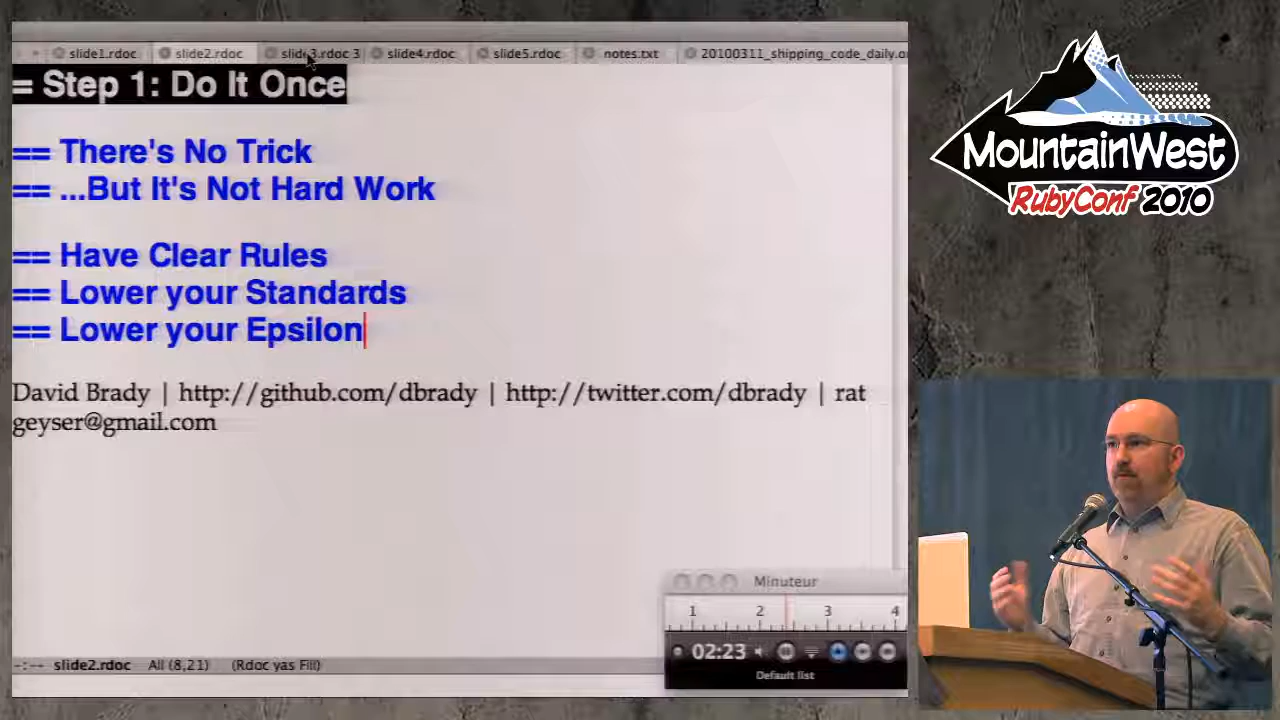 slide1.rdoc slide2.rdoc slide3.rdoc 3 slide4.rdoc slide5.rdoc notes.txt 20100311_shipping_code_daily.or
= Step 1: Do It Once
== There's No Trick
== ...But It's Not Hard Work
== Have Clear Rules
== Lower your Standards
== Lower your Epsilon
David Brady | http://github.com/dbrady | http://twitter.com/dbrady | rat
geyser@gmail.com
Minuteur
1 2 3 4
02:23
Default list
-:-- slide2.rdoc All (8,21) (Rdoc yas Fill)
MountainWest
RubyConf 2010